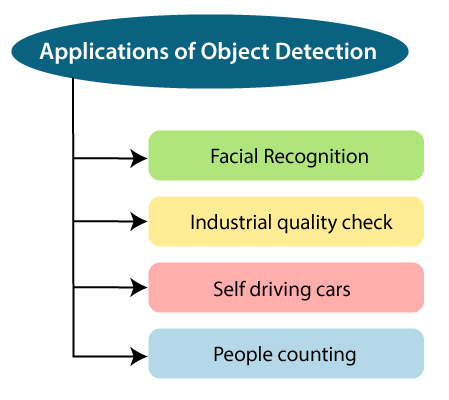 Applications of Object Detection
Facial Recognition
Industrial quality check
Self driving cars
People counting